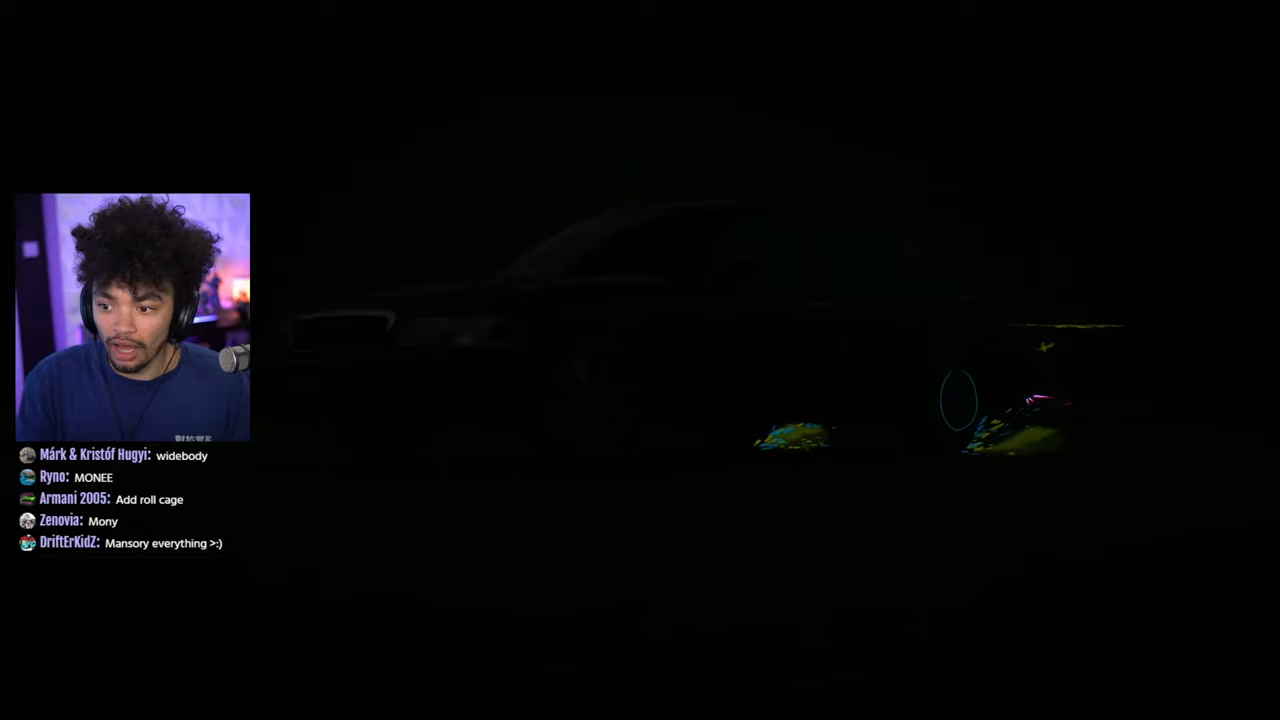 Márk & Kristóf Hugyi: widebody
Ryno: MONEE
Armani 2005: Add roll cage
Zenovia: Mony
DriftErKidZ: Mansory everything >:)